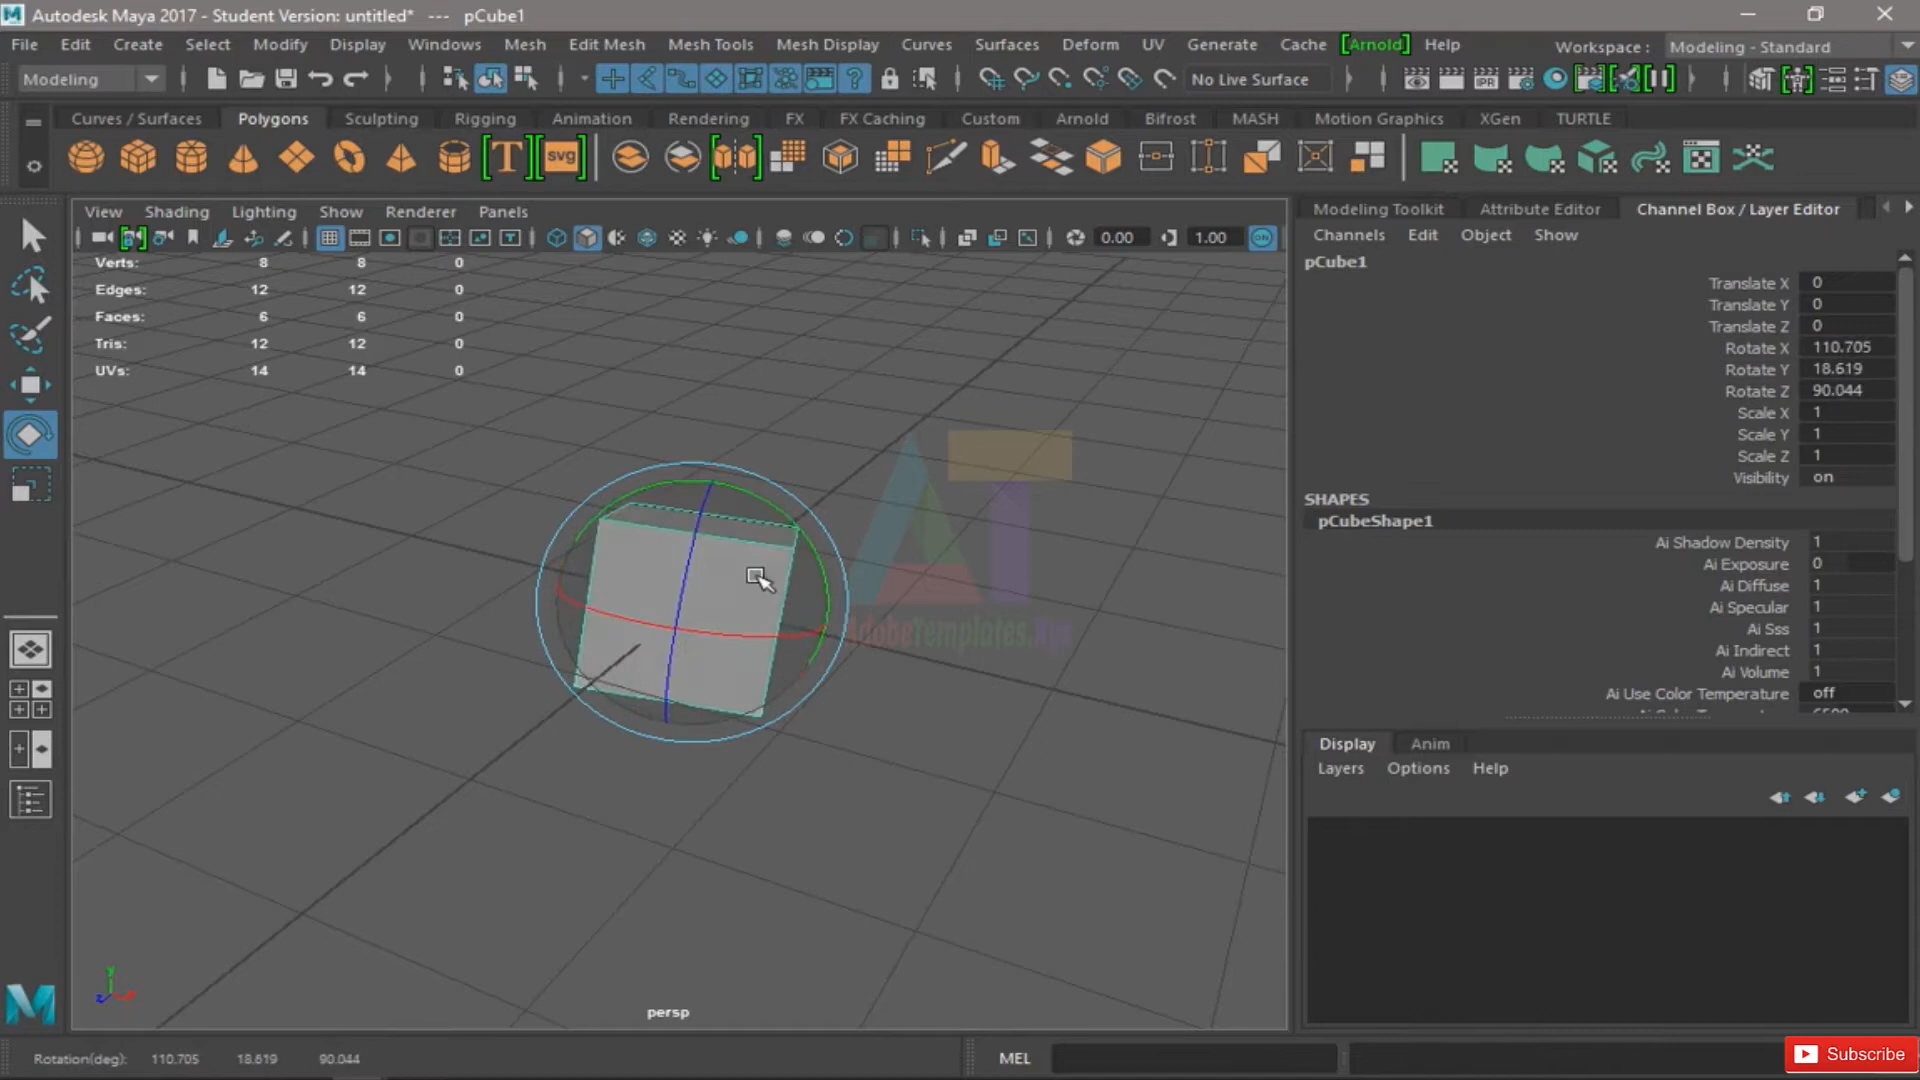 Autodesk Maya 2017 - Student Version: untitled* --- pCube1
File Edit Create Select Modify Display Windows Mesh Edit Mesh Mesh Tools Mesh Display Curves Surfaces Deform UV Generate Cache [Arnold] Help Workspace : Modeling - Standard
Modeling No Live Surface IPR
Curves / Surfaces Polygons Sculpting Rigging Animation Rendering FX FX Caching Custom Arnold Bifrost MASH Motion Graphics XGen TURTLE
T svg
View Shading Lighting Show Renderer Panels
0.00 1.00
Verts: 8 8 0
Edges: 12 12 0
Faces: 6 6 0
Tris: 12 12 0
UVs: 14 14 0
AdobeTemplates.Xyz
persp
Modeling Toolkit Attribute Editor Channel Box / Layer Editor
Channels Edit Object Show
pCube1
Translate X 0
Translate Y 0
Translate Z 0
Rotate X 110.705
Rotate Y 18.619
Rotate Z 90.044
Scale X 1
Scale Y 1
Scale Z 1
Visibility on
SHAPES
pCubeShape1
Ai Shadow Density 1
Ai Exposure 0
Ai Diffuse 1
Ai Specular 1
Ai Sss 1
Ai Indirect 1
Ai Volume 1
Ai Use Color Temperature off
Display Anim
Layers Options Help
Rotation(deg): 110.705 18.619 90.044
MEL
Subscribe